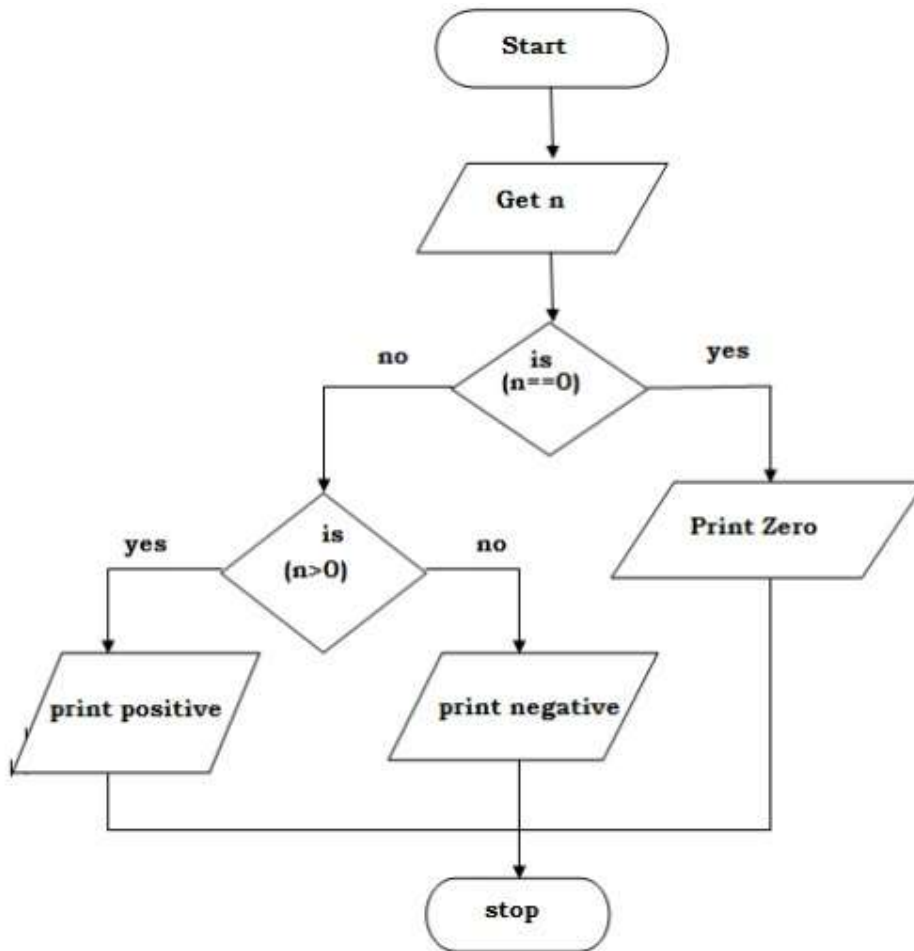 Start
Get n
no
yes
is
(n==0)
Print Zero
yes
no
is
(n>0)
print positive
print negative
stop